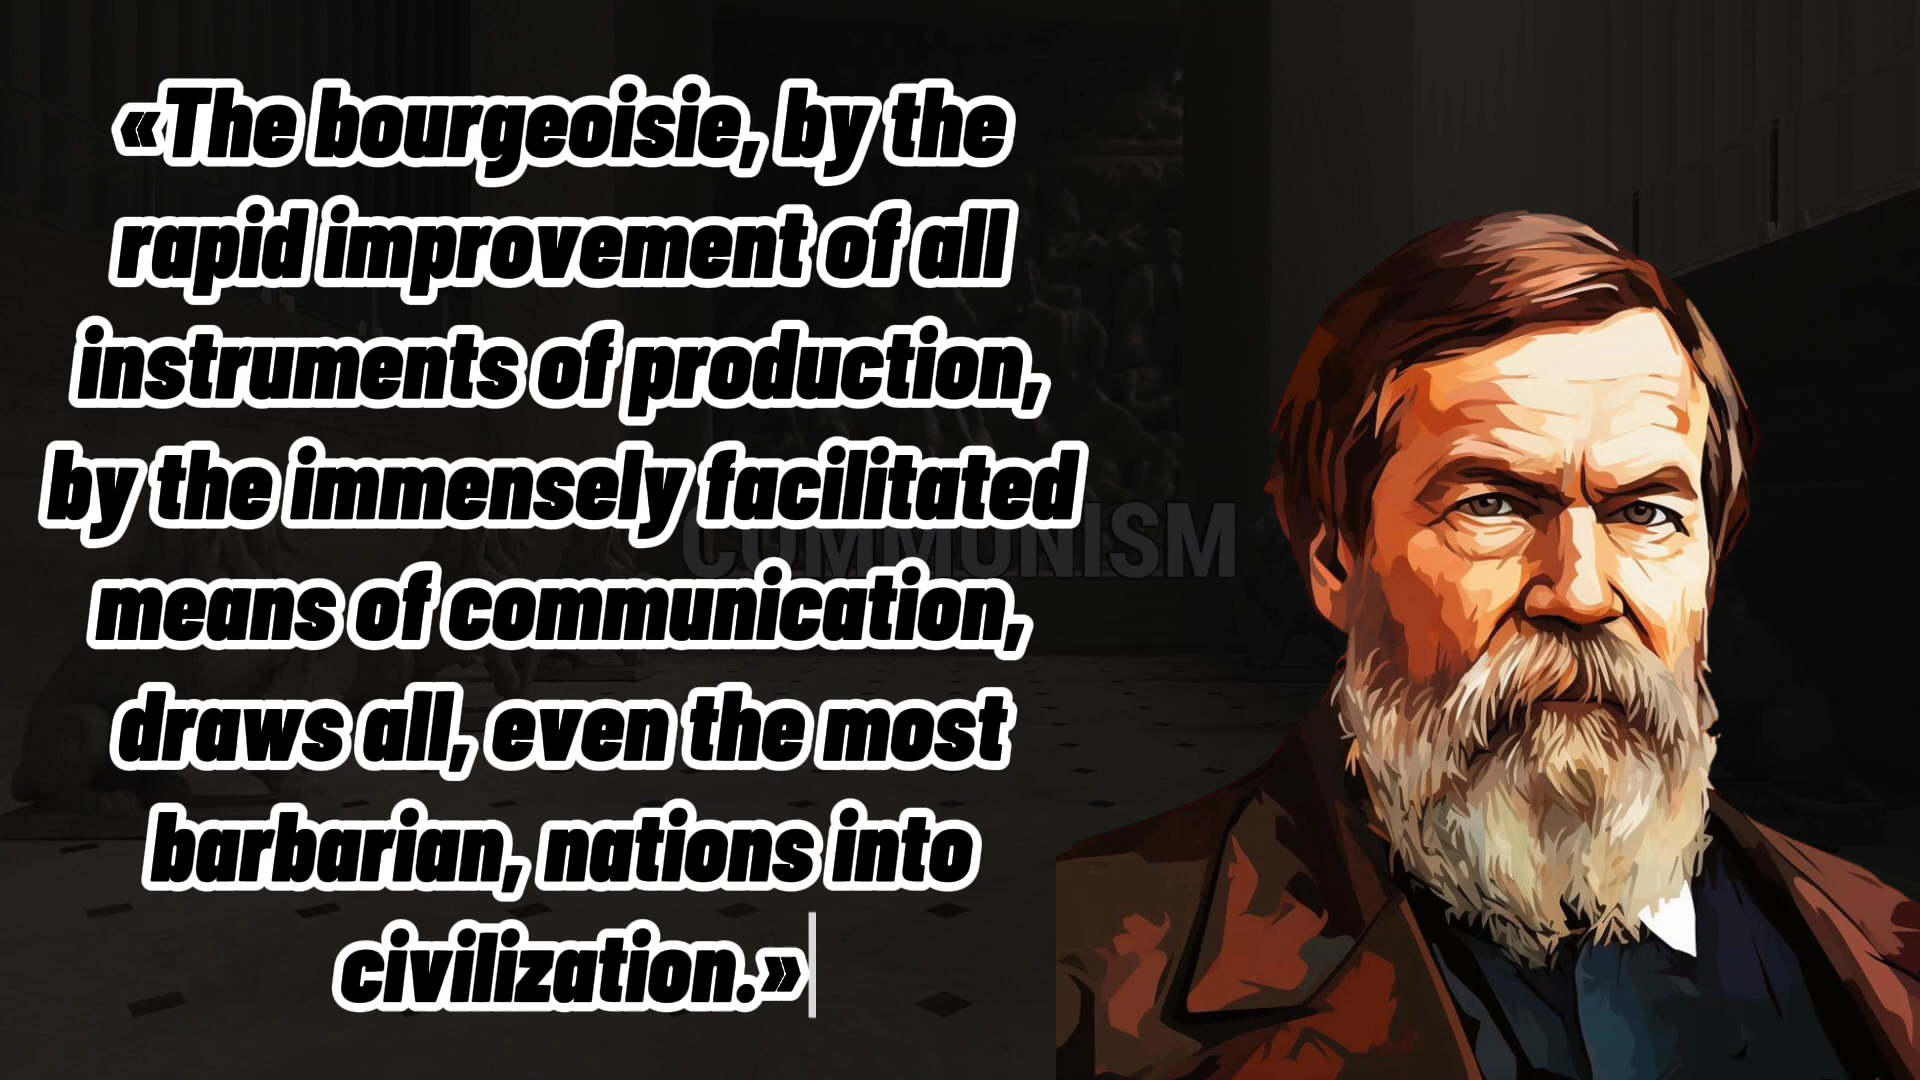 «The bourgeoisie, by the
rapid improvement of all
instruments of production,
by the immensely facilitated
means of communication,
draws all, even the most
barbarian, nations into
civilization.»
COMMUNISM